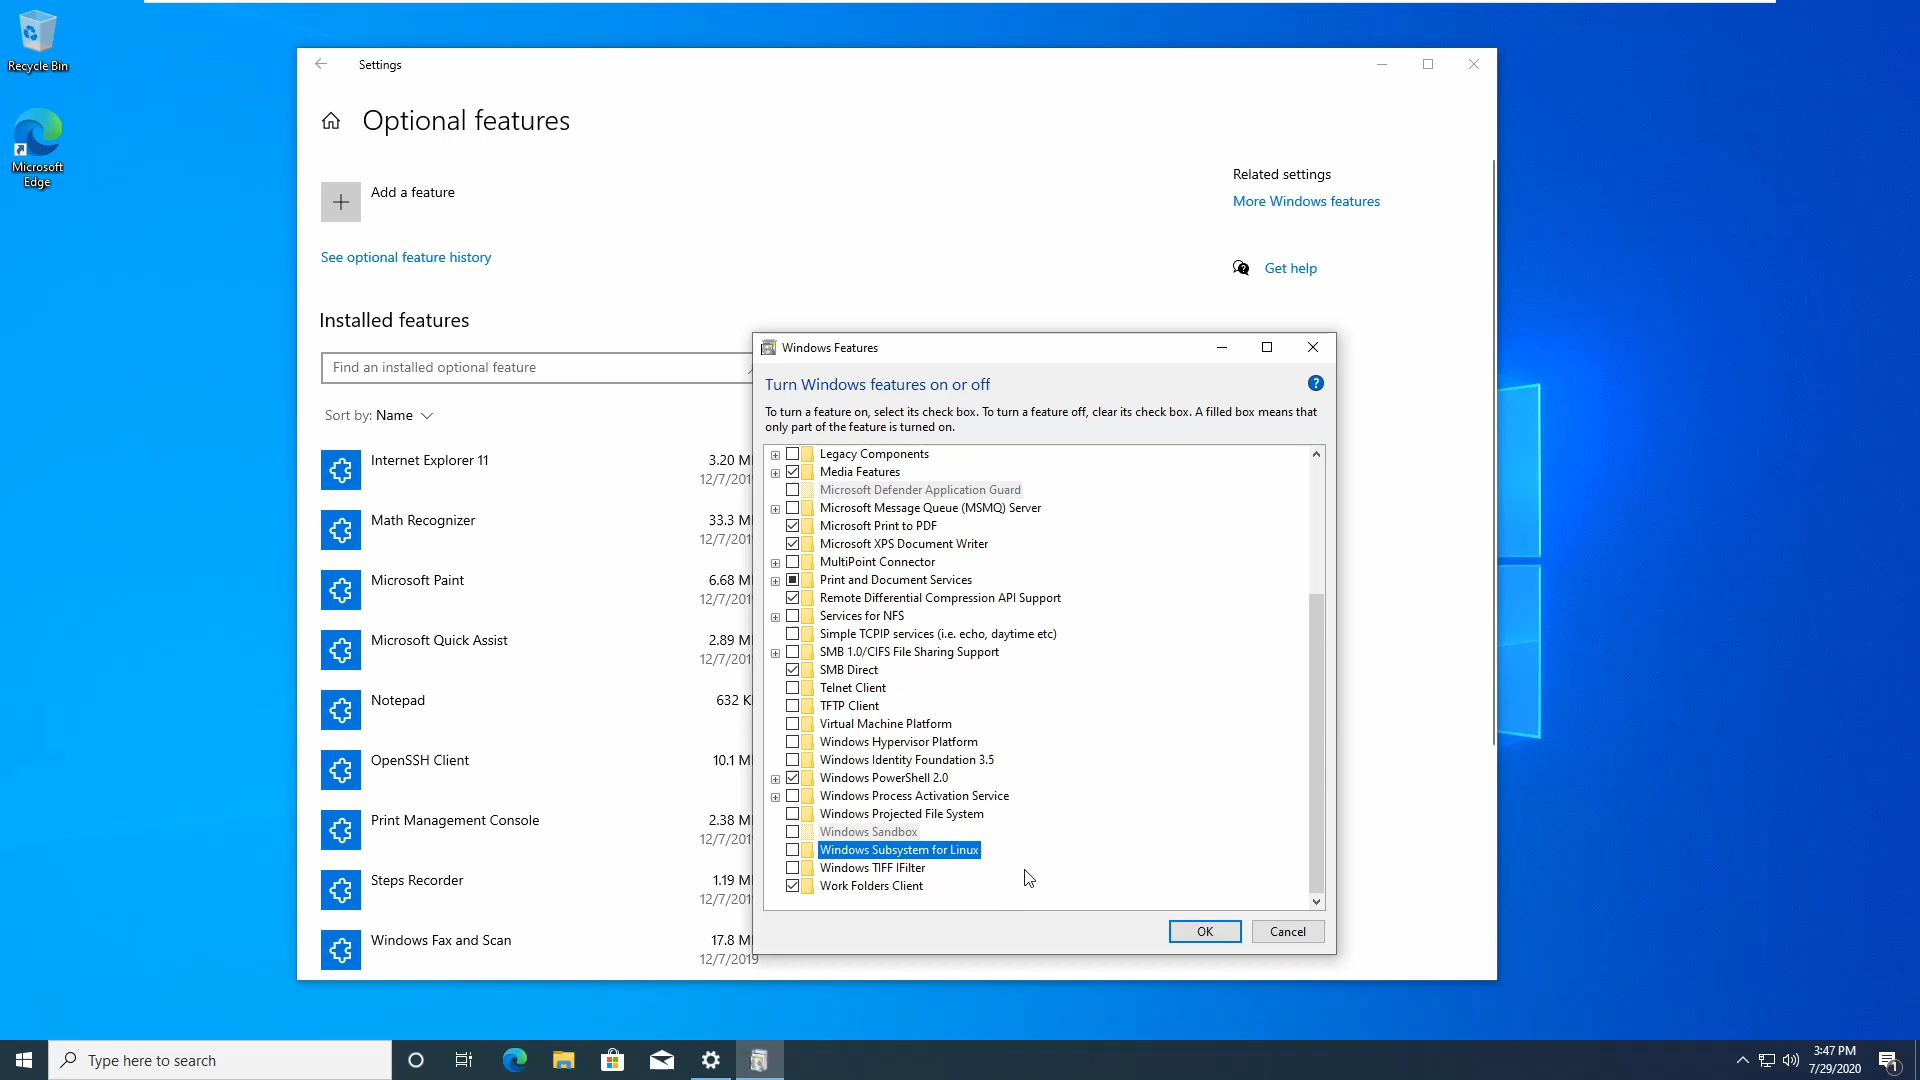 Recycle Bin
Microsoft
Edge
Settings
Optional features
Add a feature
See optional feature history
Related settings
More Windows features
Get help
Installed features
Find an installed optional feature
Sort by: Name
Internet Explorer 11
3.20 M
12/7/201
Math Recognizer
33.3 M
12/7/201
Microsoft Paint
6.68 M
12/7/201
Microsoft Quick Assist
2.89 M
12/7/201
Notepad
632 K
OpenSSH Client
10.1 M
Print Management Console
2.38 M
12/7/201
Steps Recorder
1.19 M
12/7/201
Windows Fax and Scan
17.8 M
12/7/2019
Windows Features
Turn Windows features on or off
?
To turn a feature on, select its check box. To turn a feature off, clear its check box. A filled box means that
only part of the feature is turned on.
Legacy Components
Media Features
Microsoft Defender Application Guard
Microsoft Message Queue (MSMQ) Server
Microsoft Print to PDF
Microsoft XPS Document Writer
MultiPoint Connector
Print and Document Services
Remote Differential Compression API Support
Services for NFS
Simple TCPIP services (i.e. echo, daytime etc)
SMB 1.0/CIFS File Sharing Support
SMB Direct
Telnet Client
TFTP Client
Virtual Machine Platform
Windows Hypervisor Platform
Windows Identity Foundation 3.5
Windows PowerShell 2.0
Windows Process Activation Service
Windows Projected File System
Windows Sandbox
Windows Subsystem for Linux
Windows TIFF IFilter
Work Folders Client
OK
Cancel
Type here to search
3:47 PM
7/29/2020
1